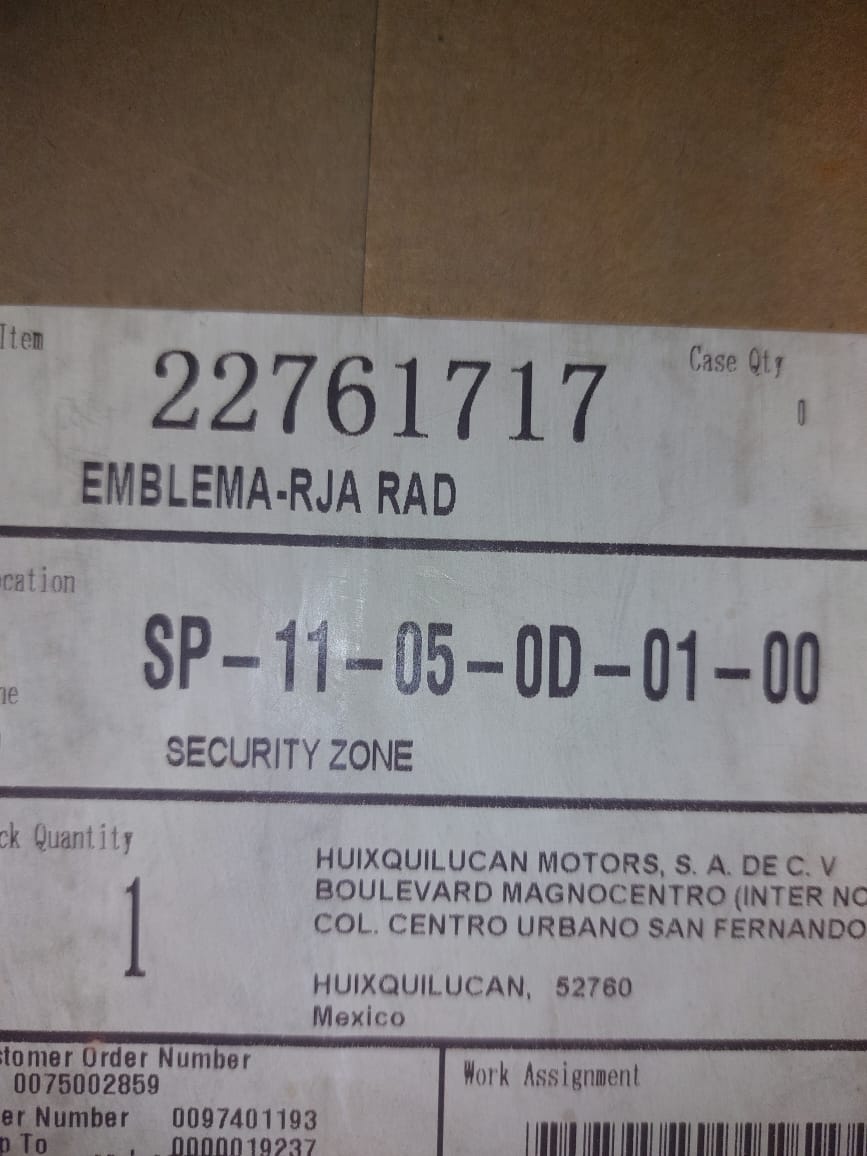 Item
22761717
Case Qty
0
EMBLEMA-RJA RAD
cation
SP-11-05-0D-01-00
SECURITY ZONE
ck Quantity
1
HUIXQUILUCAN MOTORS, S. A. DE C. V
BOULEVARD MAGNOCENTRO (INTER NO
COL. CENTRO URBANO SAN FERNANDO
HUIXQUILUCAN, 52760
Mexico
stomer Order Number
0075002859
er Number 0097401193
p To 0000019237
Work Assignment